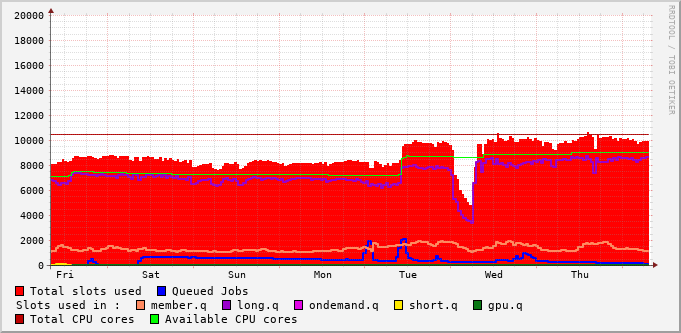 20000
18000
16000
14000
12000
10000
8000
6000
4000
2000
0
Fri Sat Sun Mon Tue Wed Thu
RRDTOOL / TOBI OETIKER
Total slots used Queued Jobs
Slots used in : member.q long.q ondemand.q short.q gpu.q
Total CPU cores Available CPU cores